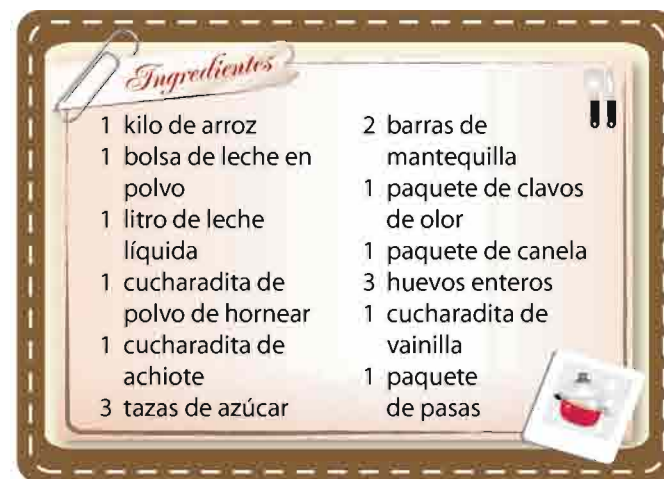 Ingredientes
1 kilo de arroz
1 bolsa de leche en
polvo
1 litro de leche
líquida
1 cucharadita de
polvo de hornear
1 cucharadita de
achiote
3 tazas de azúcar
2 barras de
mantequilla
1 paquete de clavos
de olor
1 paquete de canela
3 huevos enteros
1 cucharadita de
vainilla
1 paquete
de pasas